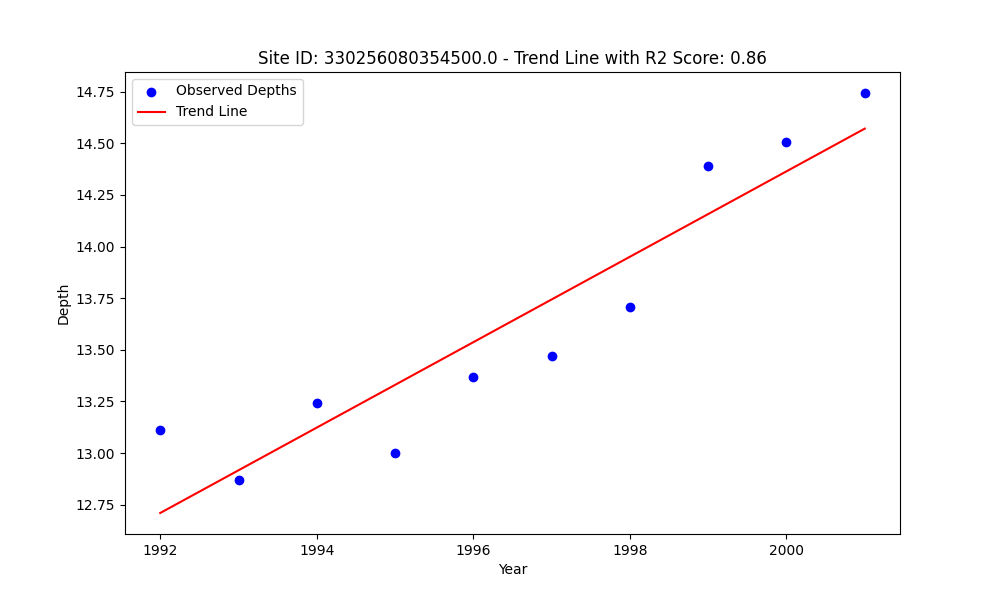 Site ID: 330256080354500.0 - Trend Line with R2 Score: 0.86
Observed Depths
Trend Line
14.75
14.50
14.25
14.00
13.75
13.50
13.25
13.00
12.75
Depth
1992
1994
1996
1998
2000
Year